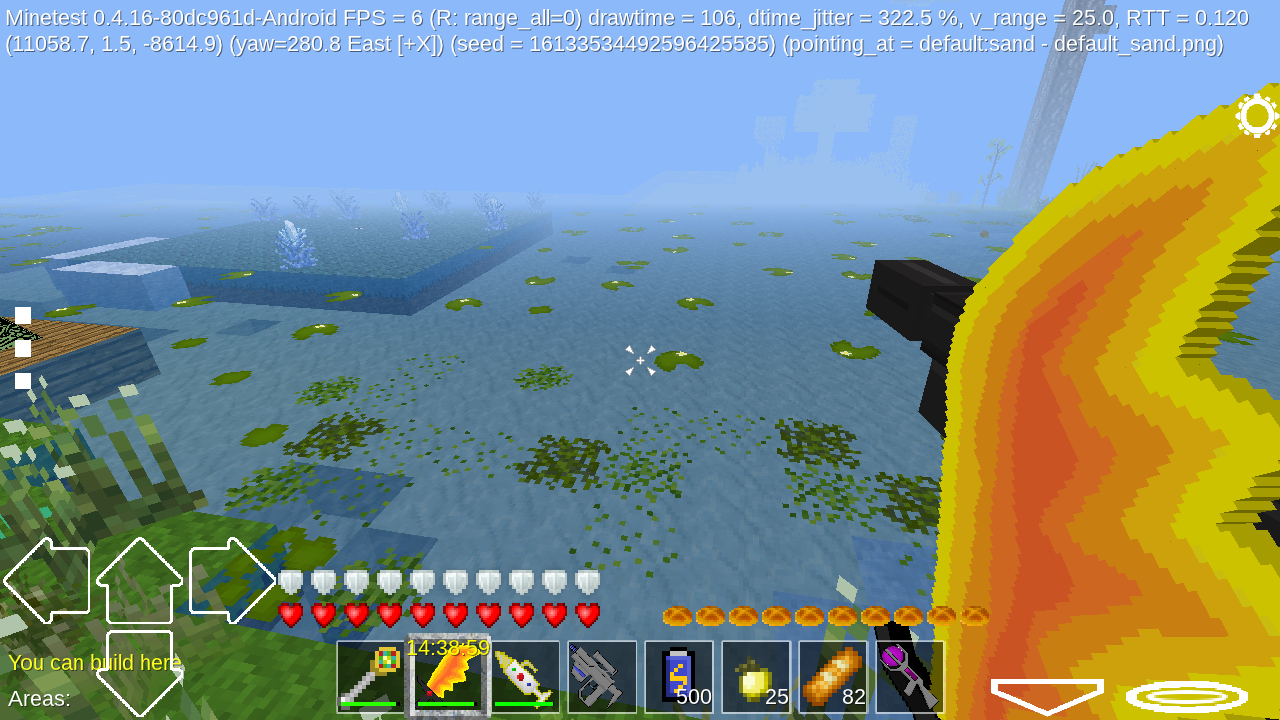 Minetest 0.4.16-80dc961d-Android FPS = 6 (R: range_all=0) drawtime = 106, dtime_jitter = 322.5 %, v_range = 25.0, RTT = 0.120
(11058.7, 1.5, -8614.9) (yaw=280.8 East [+X]) (seed = 16133534492596425585) (pointing_at = default:sand - default_sand.png)
14:38:59
You can build here
500
25
82
Areas: